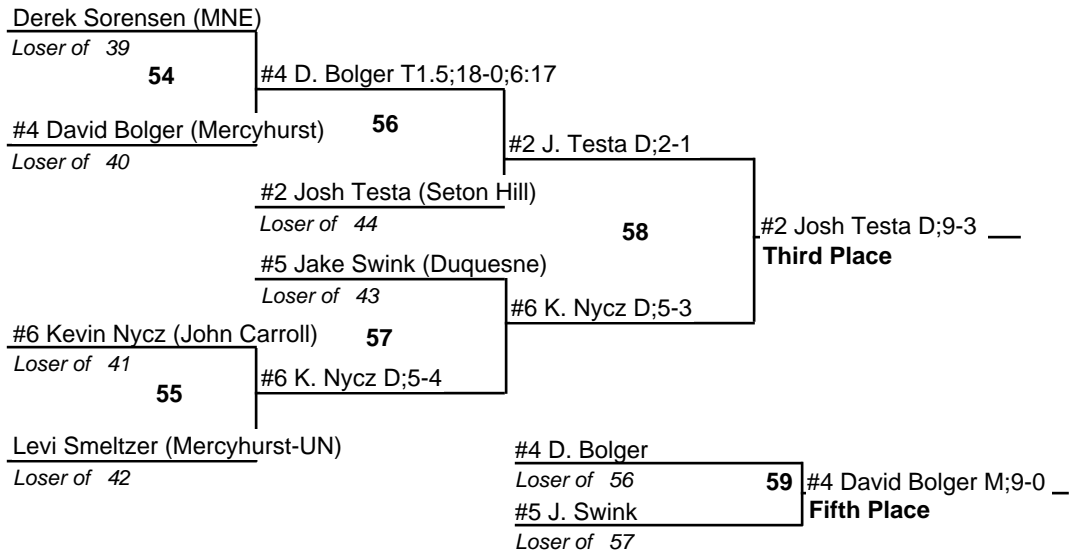 Derek Sorensen (MNE)
Loser of 39
54
#4 D. Bolger T1.5;18-0;6:17
#4 David Bolger (Mercyhurst)
56
Loser of 40
#2 J. Testa D;2-1
#2 Josh Testa (Seton Hill)
Loser of 44
58
#2 Josh Testa D;9-3
Third Place
#5 Jake Swink (Duquesne)
Loser of 43
#6 K. Nycz D;5-3
#6 Kevin Nycz (John Carroll)
57
Loser of 41
55
#6 K. Nycz D;5-4
Levi Smeltzer (Mercyhurst-UN)
Loser of 42
#4 D. Bolger
Loser of 56
59
#4 David Bolger M;9-0
Fifth Place
#5 J. Swink
Loser of 57